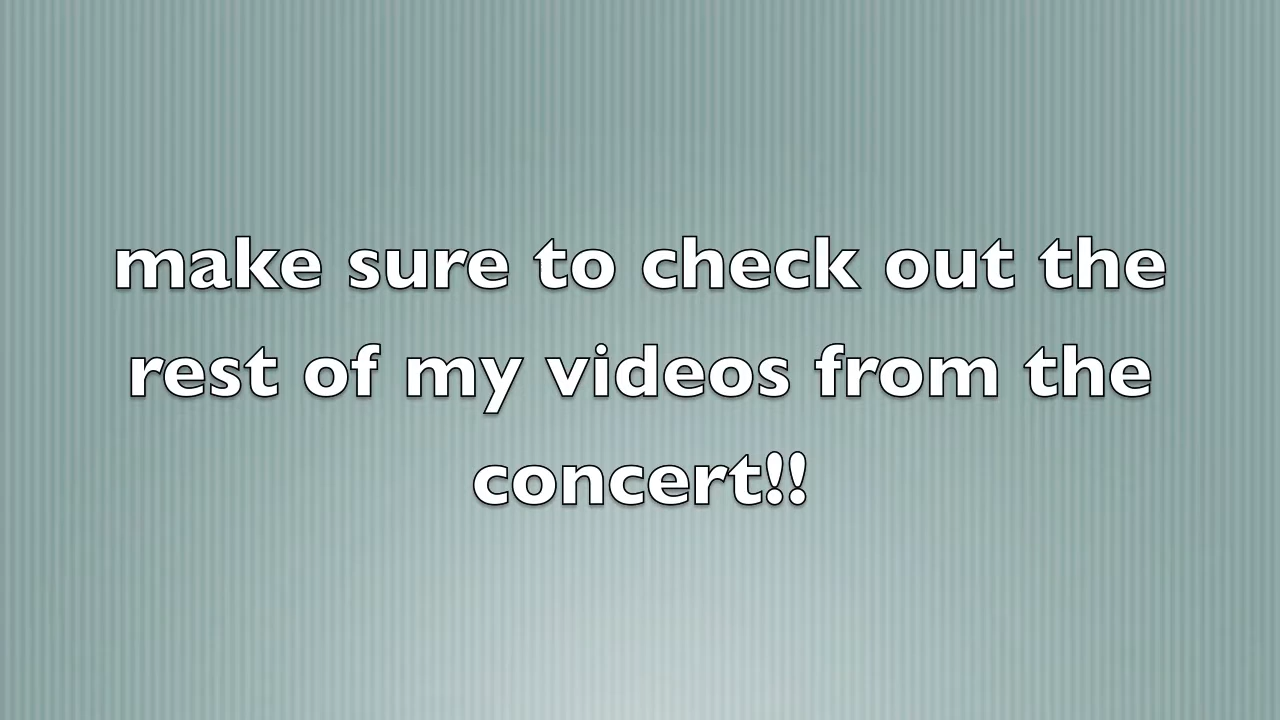 make sure to check out the
rest of my videos from the
concert!!